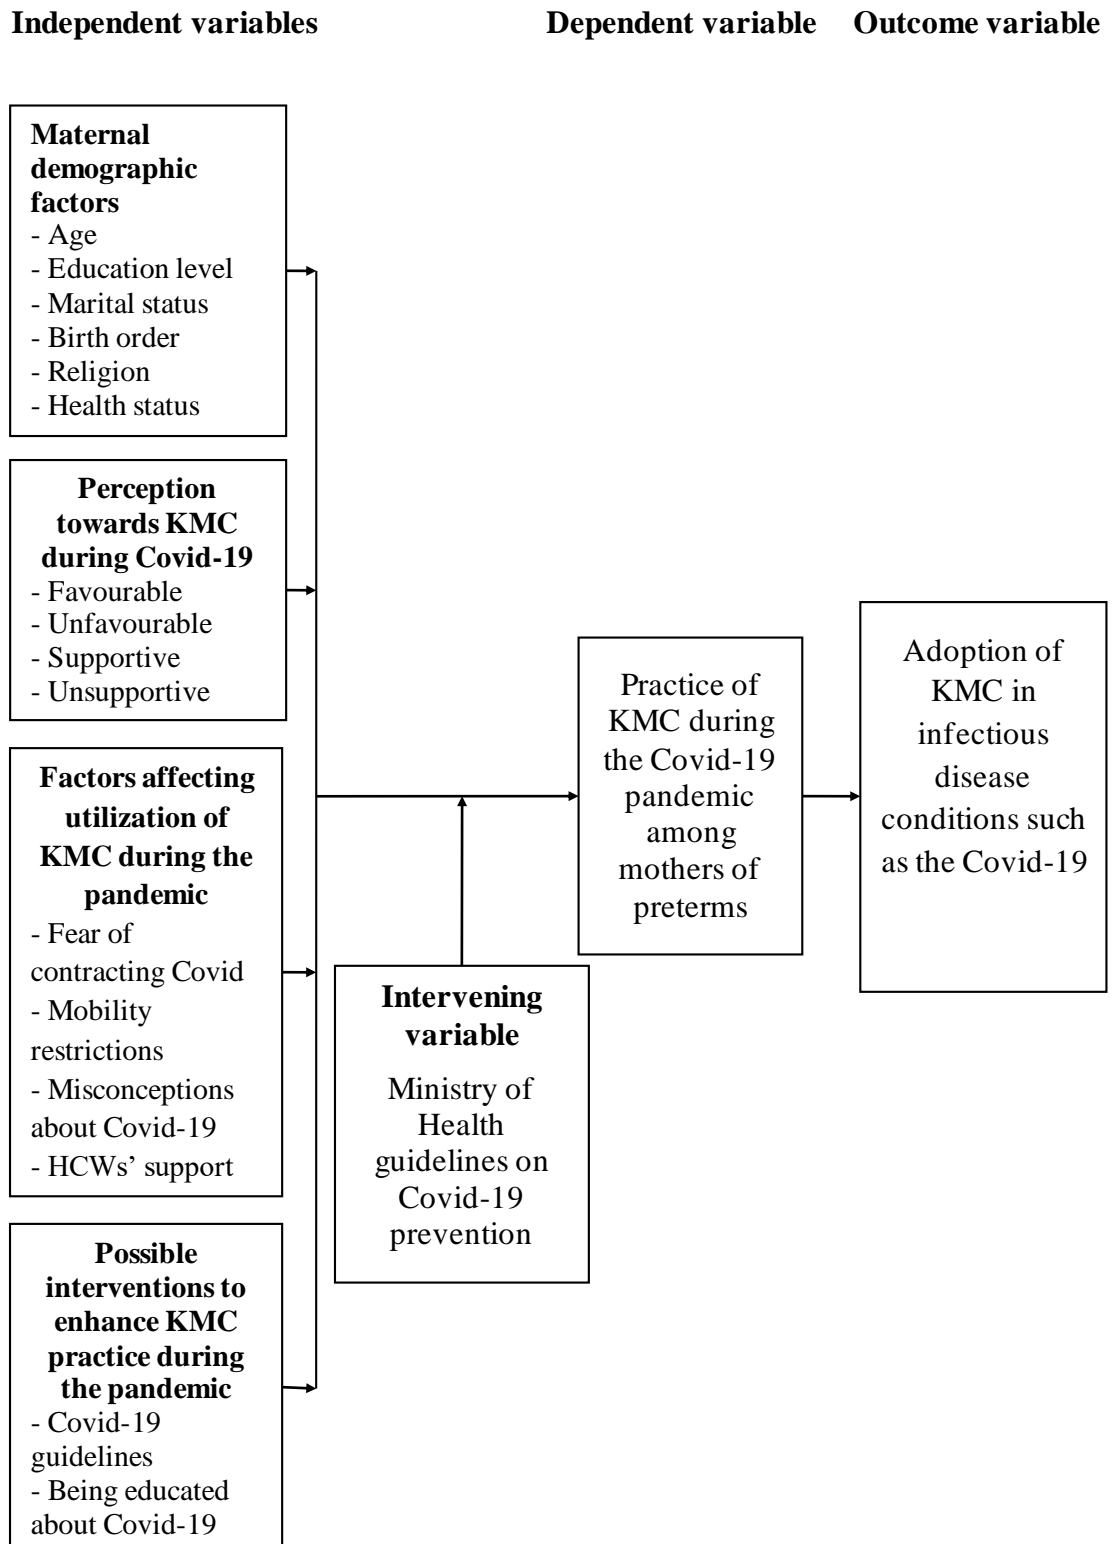 Independent variables
Dependent variable
Outcome variable
Maternal
demographic
factors
- Age
- Education level
- Marital status
- Birth order
- Religion
- Health status
Perception
towards KMC
during Covid-19
- Favourable
- Unfavourable
- Supportive
- Unsupportive
Factors affecting
utilization of
KMC during the
pandemic
- Fear of
contracting Covid
- Mobility
restrictions
- Misconceptions
about Covid-19
- HCWs’ support
Possible
interventions to
enhance KMC
practice during
the pandemic
- Covid-19
guidelines
- Being educated
about Covid-19
Intervening
variable
Ministry of
Health
guidelines on
Covid-19
prevention
Practice of
KMC during
the Covid-19
pandemic
among
mothers of
preterms
Adoption of
KMC in
infectious
disease
conditions such
as the Covid-19